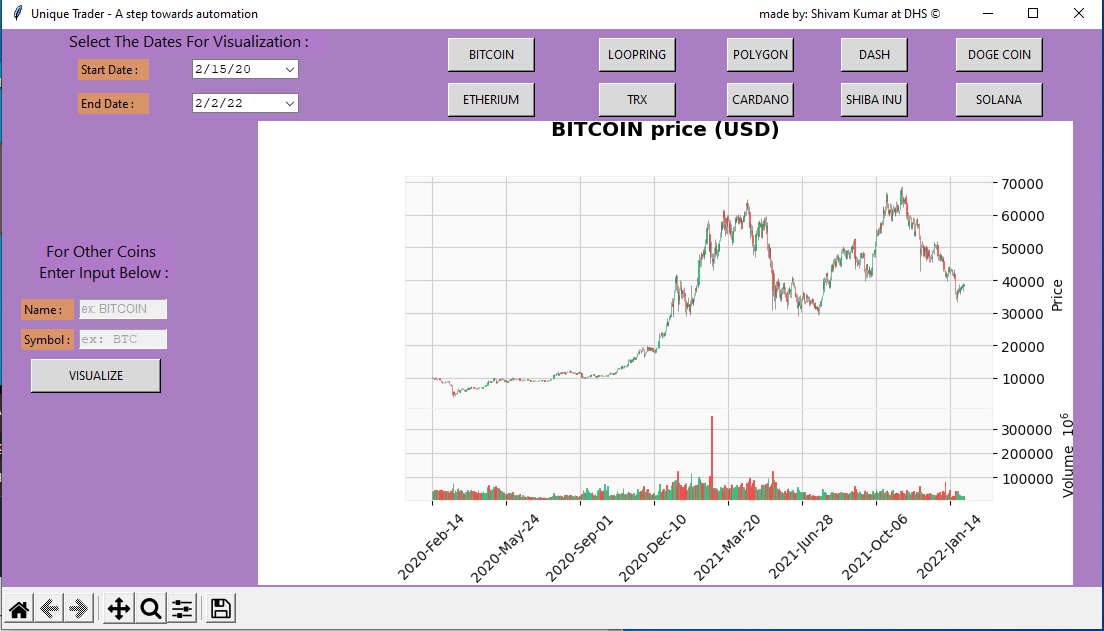 Unique Trader - A step towards automation
made by: Shivam Kumar at DHS ©
Select The Dates For Visualization :
Start Date :
2/15/20
End Date :
2/2/22
BITCOIN
LOOPRING
POLYGON
DASH
DOGE COIN
ETHERIUM
TRX
CARDANO
SHIBA INU
SOLANA
For Other Coins
Enter Input Below :
Name :
ex: BITCOIN
Symbol :
ex: BTC
VISUALIZE
BITCOIN price (USD)
70000
60000
50000
40000
30000
20000
10000
Price
300000
200000
100000
Volume 10⁶
2020-Feb-14
2020-May-24
2020-Sep-01
2020-Dec-10
2021-Mar-20
2021-Jun-28
2021-Oct-06
2022-Jan-14